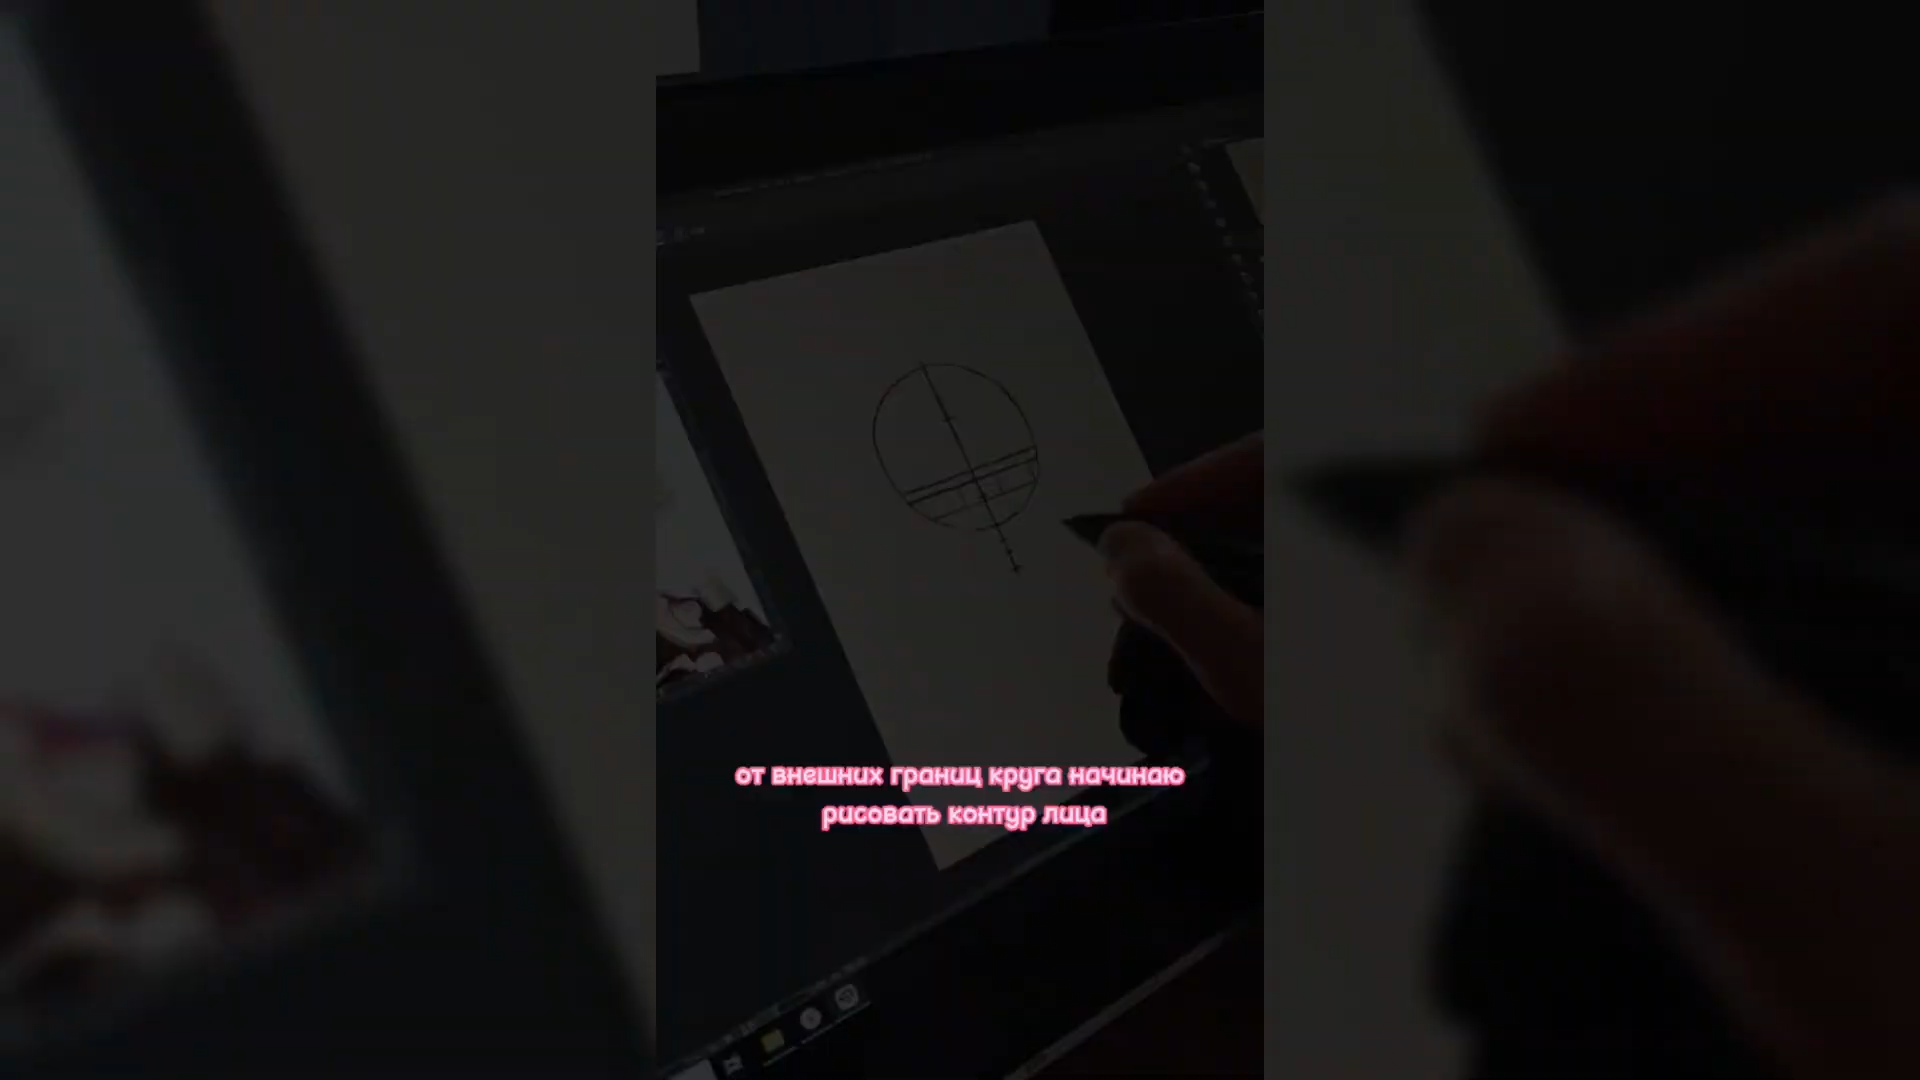 от внешних границ круга начинаю
рисовать контур лица